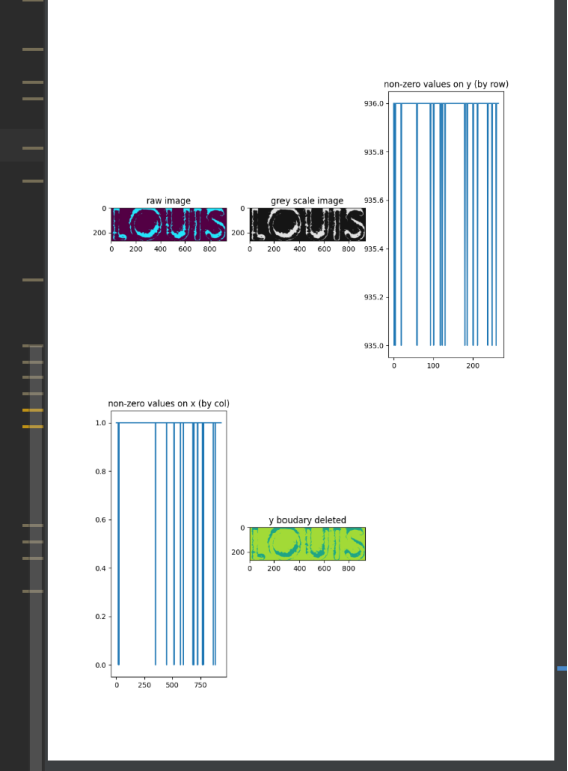 non-zero values on y (by row)
936.0
935.8
935.6
935.4
935.2
935.0
0 100 200
raw image
0
200
LOUIS
0 200 400 600 800
grey scale image
0
200
LOUIS
0 200 400 600 800
non-zero values on x (by col)
1.0
0.8
0.6
0.4
0.2
0.0
0 250 500 750
y boudary deleted
0
200
LOUIS
0 200 400 600 800